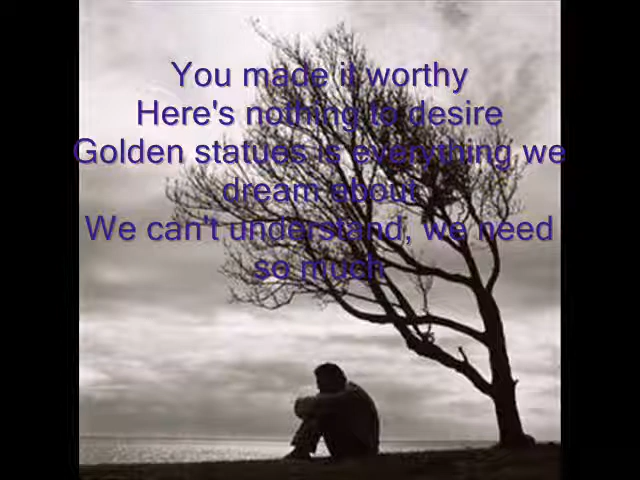 You made it worthy
Here's nothing to desire
Golden statues is everything we
dream about
We can't understand, we need
so much